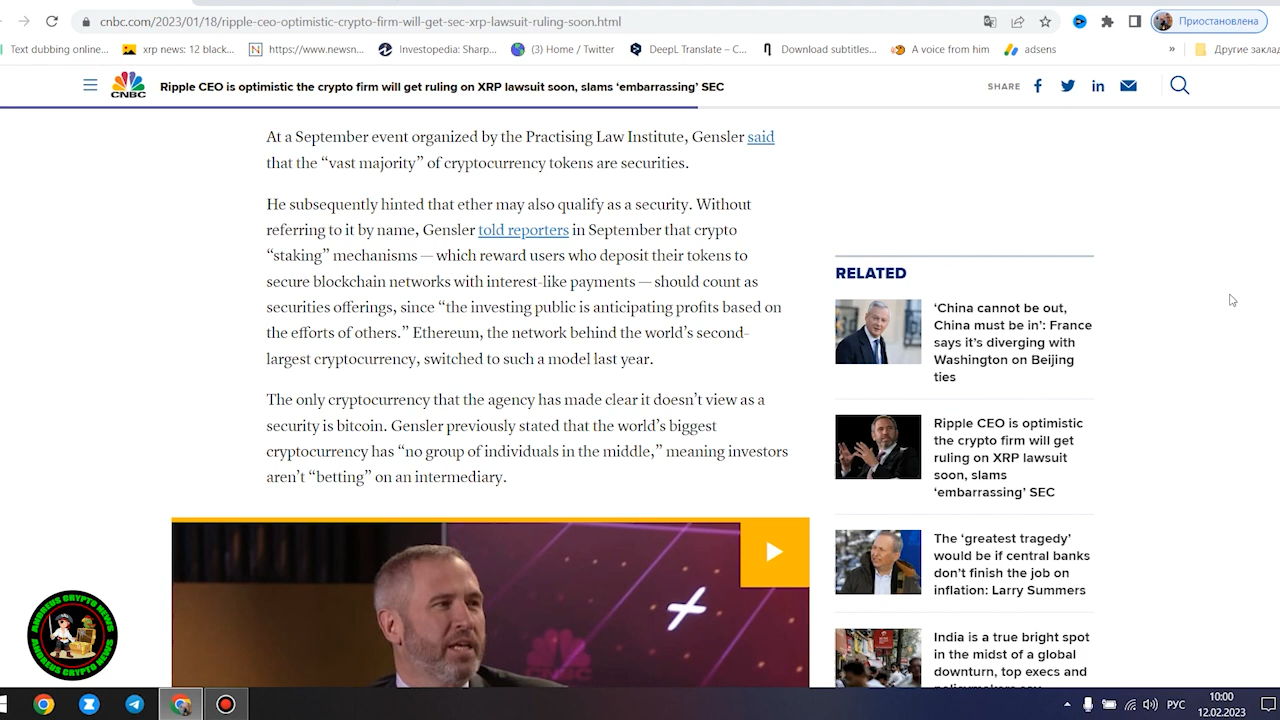 cnbc.com/2023/01/18/ripple-ceo-optimistic-crypto-firm-will-get-sec-xrp-lawsuit-ruling-soon.html
Приостановлена
Text dubbing online...
xrp news: 12 black...
https://www.newsn...
Investopedia: Sharp...
(3) Home / Twitter
DeepL Translate – C...
Download subtitles...
A voice from him
adsens
»
Другие закла
CNBC
Ripple CEO is optimistic the crypto firm will get ruling on XRP lawsuit soon, slams ‘embarrassing’ SEC
SHARE
At a September event organized by the Practising Law Institute, Gensler said
that the “vast majority” of cryptocurrency tokens are securities.
He subsequently hinted that ether may also qualify as a security. Without
referring to it by name, Gensler told reporters in September that crypto
“staking” mechanisms — which reward users who deposit their tokens to
secure blockchain networks with interest-like payments — should count as
securities offerings, since “the investing public is anticipating profits based on
the efforts of others.” Ethereum, the network behind the world’s second-
largest cryptocurrency, switched to such a model last year.
The only cryptocurrency that the agency has made clear it doesn’t view as a
security is bitcoin. Gensler previously stated that the world’s biggest
cryptocurrency has “no group of individuals in the middle,” meaning investors
aren’t “betting” on an intermediary.
RELATED
‘China cannot be out,
China must be in’: France
says it’s diverging with
Washington on Beijing
ties
Ripple CEO is optimistic
the crypto firm will get
ruling on XRP lawsuit
soon, slams
‘embarrassing’ SEC
The ‘greatest tragedy’
would be if central banks
don’t finish the job on
inflation: Larry Summers
India is a true bright spot
in the midst of a global
downturn, top execs and
ANDREUS CRYPTO NEWS
ANDREUS CRYPTO NEWS
РУС
10:00
12.02.2023